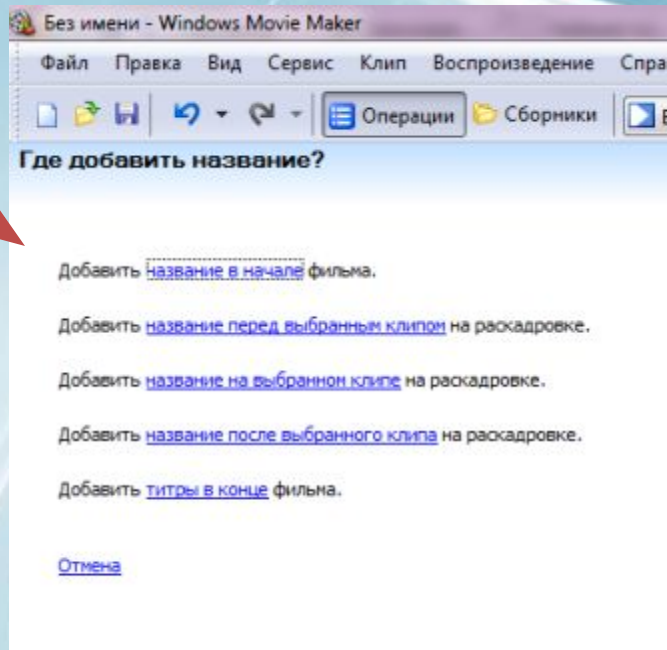 Без имени - Windows Movie Maker
Файл Правка Вид Сервис Клип Воспроизведение
Операции Сборники
Где добавить название?
Добавить название в начале фильма.
Добавить название перед выбранным клипом на раскадровке.
Добавить название на выбранном клипе на раскадровке.
Добавить название после выбранного клипа на раскадровке.
Добавить титры в конце фильма.
Отмена